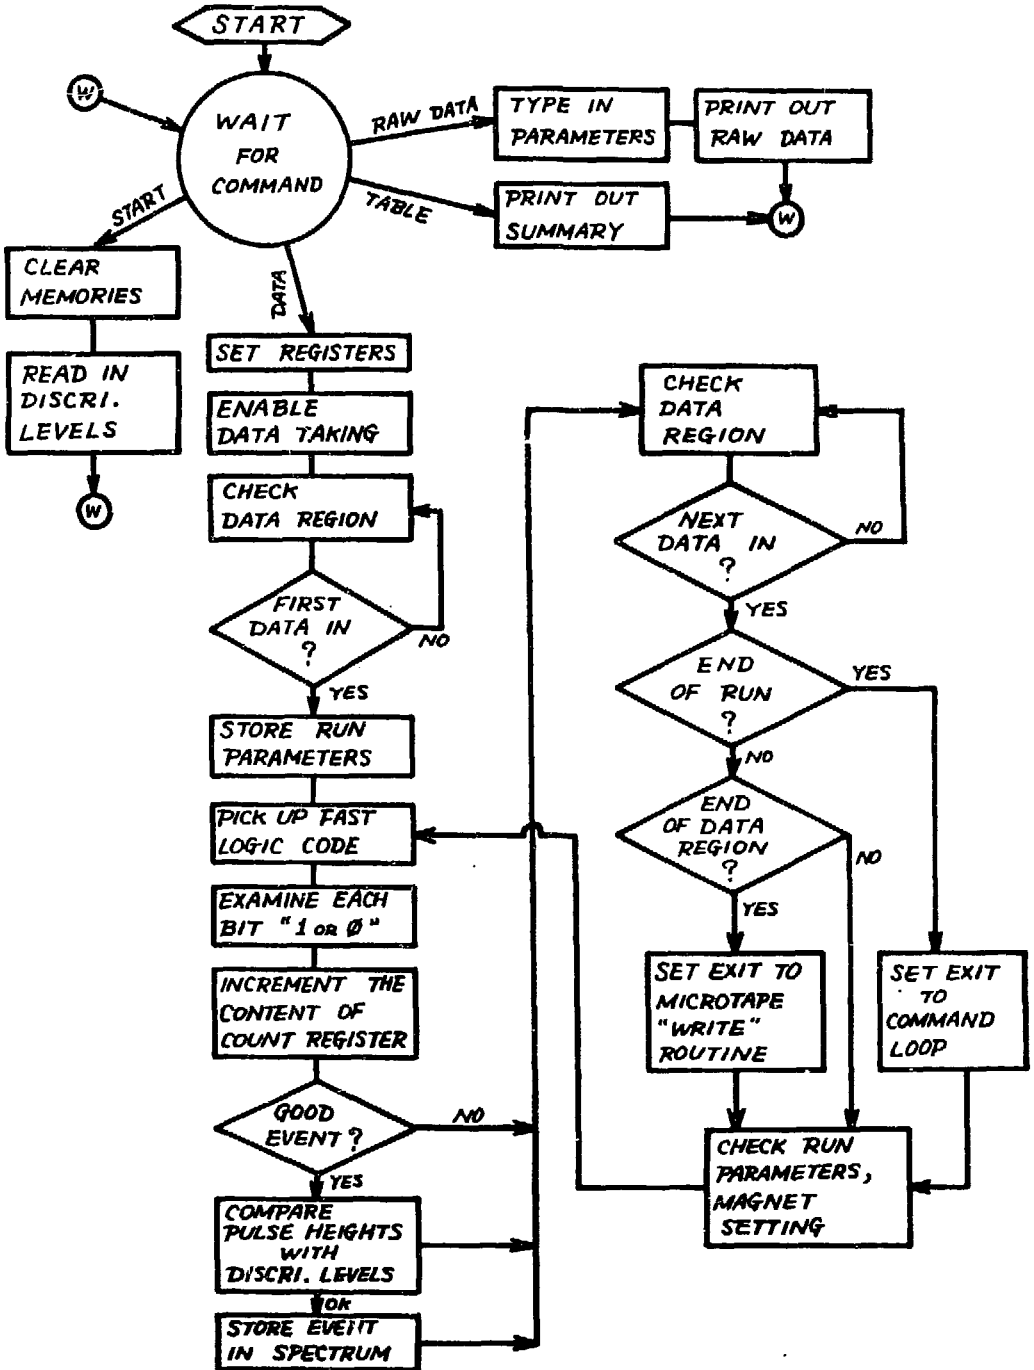 START
W
WAIT
FOR
COMMAND
RAW DATA
TYPE IN
PARAMETERS
PRINT OUT
RAW DATA
TABLE
PRINT OUT
SUMMARY
W
START
CLEAR
MEMORIES
READ IN
DISCRI.
LEVELS
W
DATA
SET REGISTERS
ENABLE
DATA TAKING
CHECK
DATA REGION
FIRST
DATA IN
?
NO
YES
STORE RUN
PARAMETERS
PICK UP FAST
LOGIC CODE
EXAMINE EACH
BIT "1 OR Ø"
INCREMENT THE
CONTENT OF
COUNT REGISTER
GOOD
EVENT?
NO
YES
COMPARE
PULSE HEIGHTS
WITH
DISCRI. LEVELS
OK
STORE EVENT
IN SPECTRUM
CHECK
DATA
REGION
NEXT
DATA IN
?
NO
YES
END
OF RUN
?
YES
NO
END
OF DATA
REGION
?
NO
YES
SET EXIT TO
MICROTAPE
"WRITE"
ROUTINE
SET EXIT
TO
COMMAND
LOOP
CHECK RUN
PARAMETERS,
MAGNET
SETTING